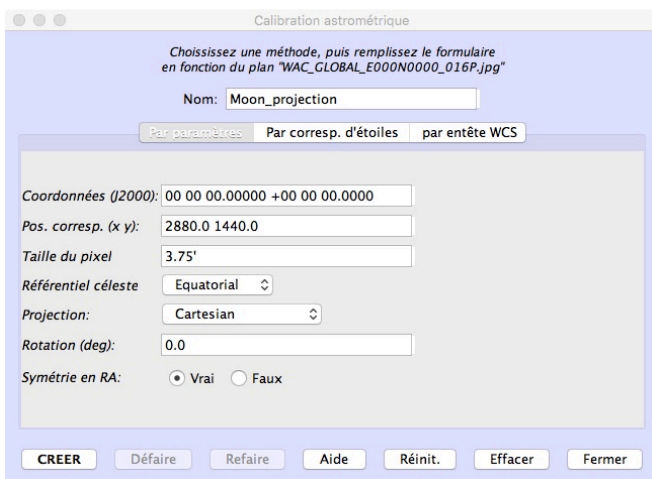 Calibration astrométrique
Choississez une méthode, puis remplissez le formulaire
en fonction du plan "WAC_GLOBAL_E000N0000_016P.jpg"
Nom: Moon_projection
Par paramètres Par corresp. d'étoiles par entête WCS
Coordonnées (J2000): 00 00 00.00000 +00 00 00.0000
Pos. corresp. (x y): 2880.0 1440.0
Taille du pixel 3.75'
Référentiel céleste Equatorial
Projection: Cartesian
Rotation (deg): 0.0
Symétrie en RA: Vrai Faux
CREER Défaire Refaire Aide Réinit. Effacer Fermer